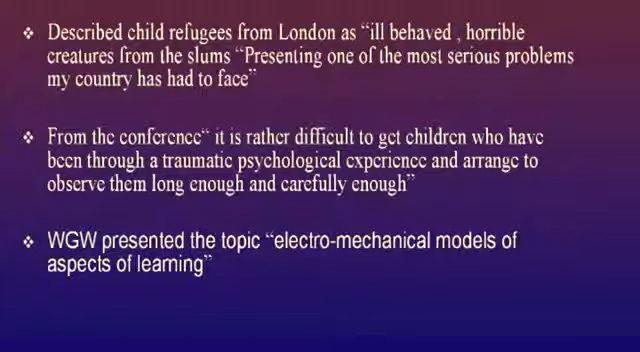 ❖ Described child refugees from London as “ill behaved , horrible
creatures from the slums “Presenting one of the most serious problems
my country has had to face”
❖ From the conference“ it is rather difficult to get children who have
been through a traumatic psychological experience and arrange to
observe them long enough and carefully enough”
❖ WGW presented the topic “electro-mechanical models of
aspects of learning”